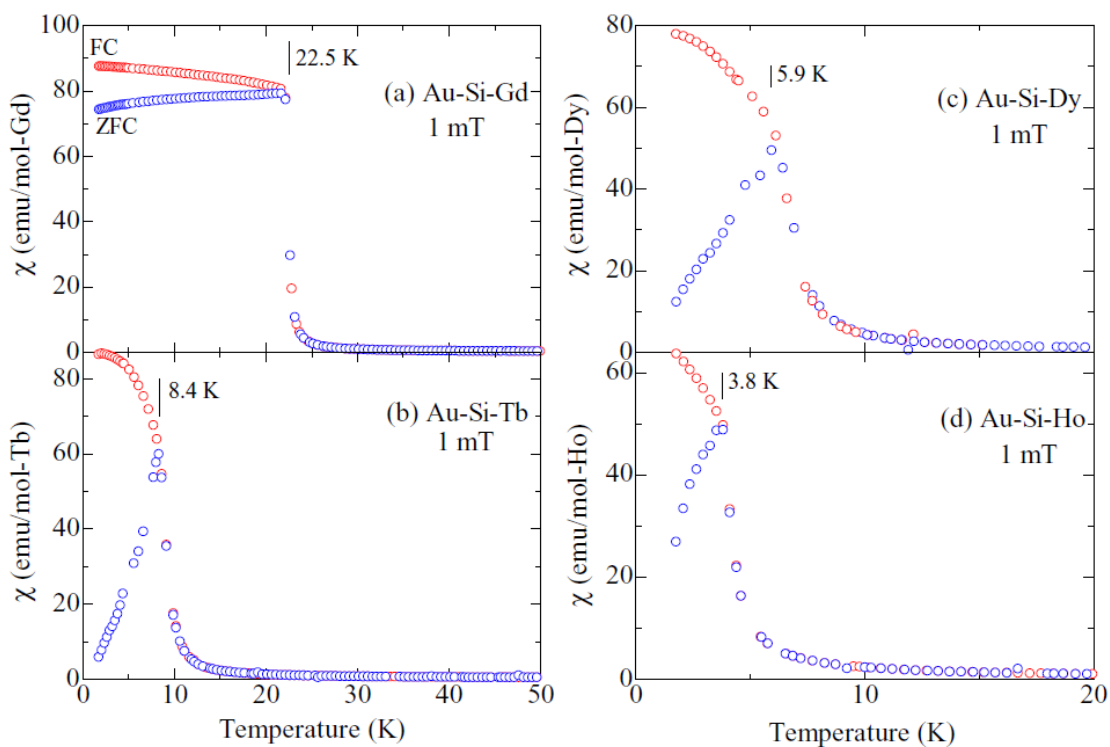 100
80
60
40
20
0
χ (emu/mol-Gd)
FC
ZFC
22.5 K
(a) Au-Si-Gd
1 mT
80
60
40
20
0
χ (emu/mol-Tb)
8.4 K
(b) Au-Si-Tb
1 mT
0 10 20 30 40 50
Temperature (K)
80
60
40
20
0
χ (emu/mol-Dy)
5.9 K
(c) Au-Si-Dy
1 mT
60
40
20
0
χ (emu/mol-Ho)
3.8 K
(d) Au-Si-Ho
1 mT
0 10 20
Temperature (K)